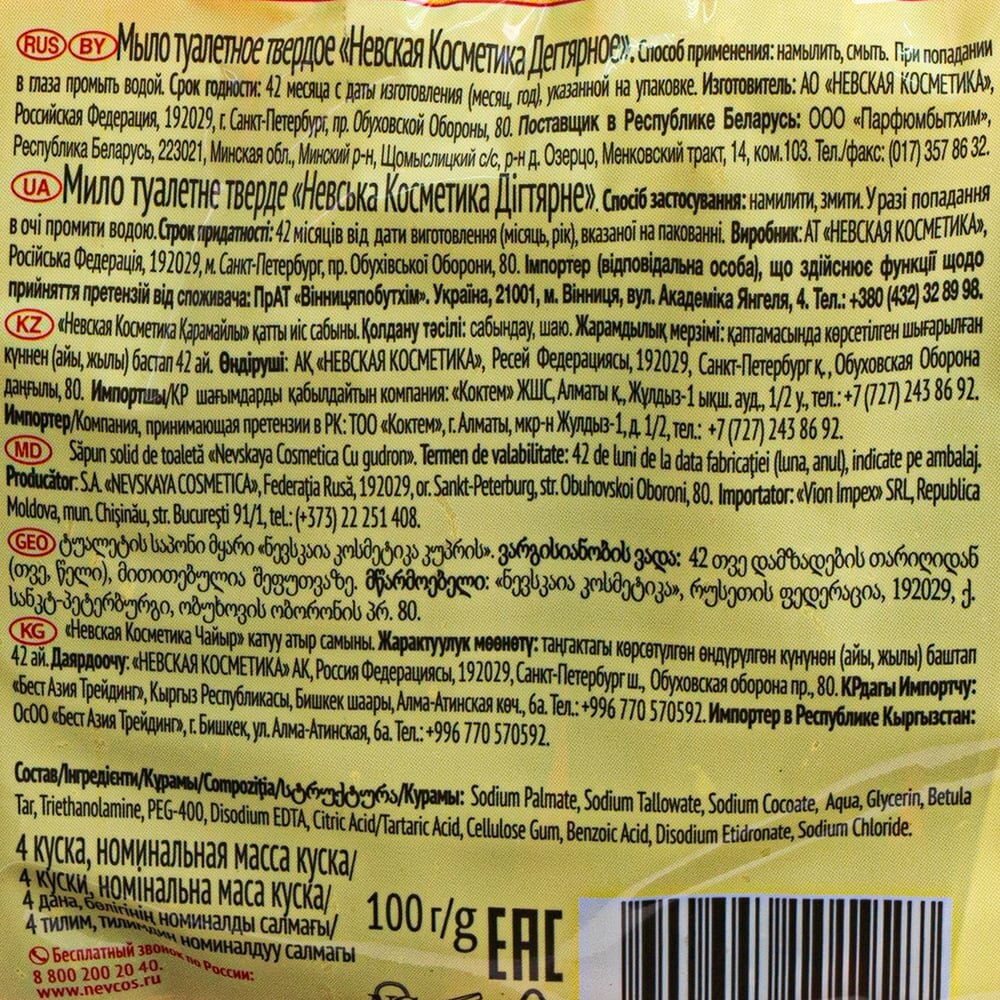 RUS BY Мыло туалетное твердое «Невская Косметика Дегтярное». Способ применения: намылить, смыть. При попадании
в глаза промыть водой. Срок годности: 42 месяца с даты изготовления (месяц, год), указанной на упаковке. Изготовитель: АО «НЕВСКАЯ КОСМЕТИКА»,
Российская Федерация, 192029, г. Санкт-Петербург, пр. Обуховской Обороны, 80. Поставщик в Республике Беларусь: ООО «Парфюмбытхим»,
Республика Беларусь, 223021, Минская обл., Минский р-н, Щомыслицкий с/с, р-н д. Озерцо, Менковский тракт, 14, ком.103. Тел./факс: (017) 357 86 32.
UA Мило туалетне тверде «Невська Косметика Дігтярне». Спосіб застосування: намилити, змити. У разі попадання
в очі промити водою. Строк придатності: 42 місяців від дати виготовлення (місяць, рік), вказаної на пакованні. Виробник: АТ «НЕВСКАЯ КОСМЕТИКА»,
Російська Федерація, 192029, м. Санкт-Петербург, пр. Обухівської Оборони, 80. Імпортер (відповідальна особа), що здійснює функції щодо
прийняття претензій від споживача: ПрАТ «Вінницяпобутхім». Україна, 21001, м. Вінниця, вул. Академіка Янгеля, 4. Тел.: +380 (432) 32 89 98.
KZ «Невская Косметика Қарамайлы» қатты иіс сабыны. Қолдану тәсілі: сабындау, шаю. Жарамдылық мерзімі: қаптамасында көрсетілген шығарылған
күннен (айы, жылы) бастап 42 ай. Өндіруші: АҚ «НЕВСКАЯ КОСМЕТИКА», Ресей Федерациясы, 192029, Санкт-Петербург қ., Обуховская Оборона
даңғылы, 80. Импортшы/ҚР шағымдарды қабылдайтын компания: «Коктем» ЖШС, Алматы қ., Жұлдыз-1 ықш. ауд., 1/2 ү., тел.: +7 (727) 243 86 92.
Импортер/Компания, принимающая претензии в РК: ТОО «Коктем», г. Алматы, мкр-н Жулдыз-1, д. 1/2, тел.: +7 (727) 243 86 92.
MD Săpun solid de toaletă «Nevskaya Cosmetica Cu gudron». Termen de valabilitate: 42 de luni de la data fabricației (luna, anul), indicate pe ambalaj.
Producător: S.A. «NEVSKAYA COSMETICA», Federația Rusă, 192029, or. Sankt-Peterburg, str. Obuhovskoi Oboroni, 80. Importator: «Vion Impex» SRL, Republica
Moldova, mun. Chișinău, str. București 91/1, tel.: (+373) 22 251 408.
GEO ტუალეტის საპონი მყარი «ნევსკაია კოსმეტიკა კუპრის». ვარგისიანობის ვადა: 42 თვე დამზადების თარიღიდან
(თვე, წელი), მითითებულია შეფუთვაზე. მწარმოებელი: «ნევსკაია კოსმეტიკა», რუსეთის ფედერაცია, 192029, ქ.
სანკტ-პეტერბურგი, ობუხოვის ობორონის პრ. 80.
KG «Невская Косметика Чайыр» катуу атыр самыны. Жарактуулук мөөнөтү: таңгактагы көрсөтүлгөн өндүрүлгөн күнүнөн (айы, жылы) баштап
42 ай. Даярдоочу: «НЕВСКАЯ КОСМЕТИКА» АК, Россия Федерациясы, 192029, Санкт-Петербург ш., Обуховская оборона пр., 80. КРдагы Импортчу:
«Бест Азия Трейдинг», Кыргыз Республикасы, Бишкек шаары, Алма-Атинская көч., 6а. Тел.: +996 770 570592. Импортер в Республике Кыргызстан:
ОсОО «Бест Азия Трейдинг», г. Бишкек, ул. Алма-Атинская, 6а. Тел.: +996 770 570592.
Состав/Інгредієнти/Құрамы/Compoziția/სტრუქტურა/Курамы: Sodium Palmate, Sodium Tallowate, Sodium Cocoate, Aqua, Glycerin, Betula
Tar, Triethanolamine, PEG-400, Disodium EDTA, Citric Acid/Tartaric Acid, Cellulose Gum, Benzoic Acid, Disodium Etidronate, Sodium Chloride.
4 куска, номинальная масса куска/
4 куски, номінальна маса куска/
4 дана, бөлігінің номиналды салмағы/
4 тилим, тилимдин номиналдуу салмагы
100 г/g EAC
Бесплатный звонок по России:
8 800 200 20 40.
www.nevcos.ru